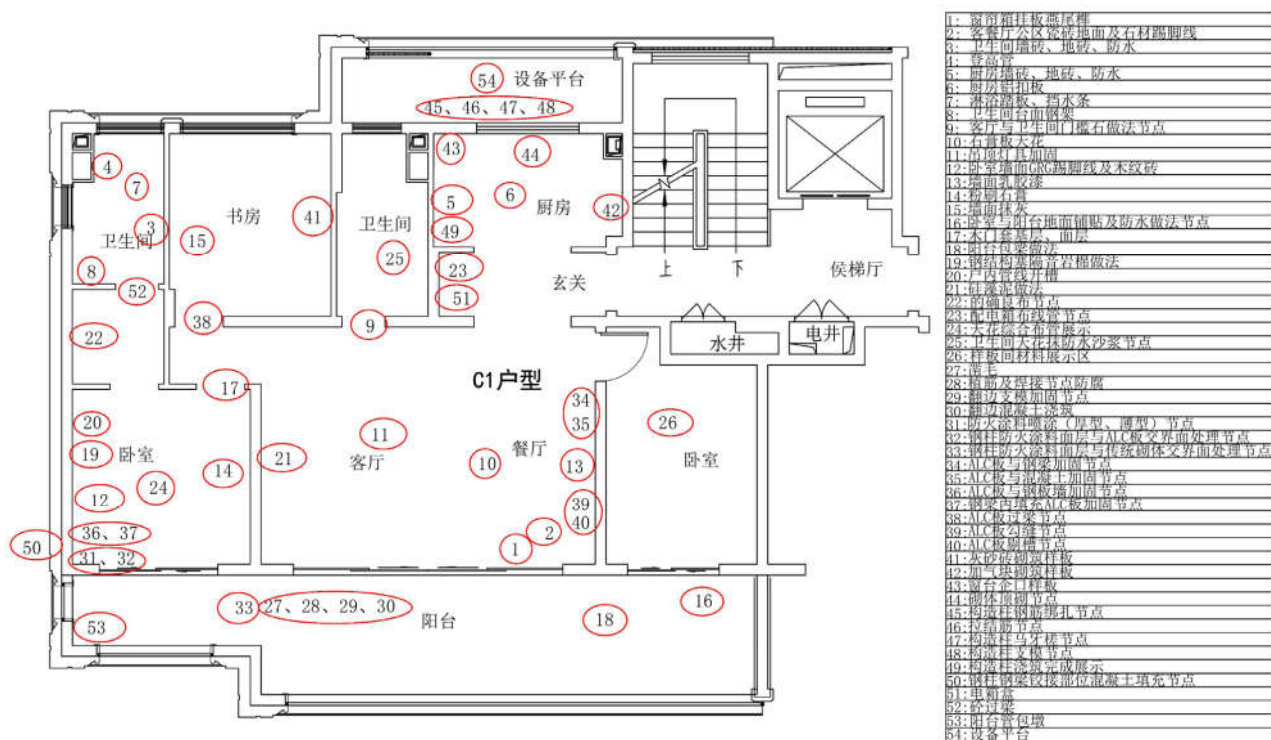 54
设备平台
45、46、47、48
43
44
4
7
6
5
书房
41
卫生间
厨房
42
3
卫生间
15
49
25
8
23
上
下
侯梯厅
52
51
玄关
38
9
22
水井
电井
C1户型
17
34
20
35
26
11
餐厅
19
卧室
21
客厅
10
13
卧室
14
24
12
39
40
36、37
2
50
1
31、32
33
27、28、29、30
16
53
阳台
18
1: 窗帘箱挂板燕尾榫
2: 客餐厅公区瓷砖地面及石材踢脚线
3: 卫生间墙砖、地砖、防水
4: 登高管
5: 厨房墙砖、地砖、防水
6: 厨房铝扣板
7: 淋浴踏板、挡水条
8: 卫生间台面钢架
9: 客厅与卫生间门槛石做法节点
10:石膏板天花
11:吊顶灯具加固
12:卧室墙面GRG踢脚线及木纹砖
13:墙面乳胶漆
14:粉刷石膏
15:墙面抹灰
16:卧室与阳台地面铺贴及防水做法节点
17:木门套基层、面层
18:阳台包梁做法
19:钢结构塞隔音岩棉做法
20:户内管线开槽
21:硅藻泥做法
22:的确良布节点
23:配电箱布线管节点
24:天花综合布管展示
25:卫生间天花抹防水沙浆节点
26:样板间材料展示区
27:凿毛
28:植筋及焊接节点防腐
29:翻边支模加固节点
30:翻边混凝土浇筑
31:防火涂料喷涂（厚型、薄型）节点
32:钢柱防火涂料面层与ALC板交界面处理节点
33:钢柱防火涂料面层与传统砌体交界面处理节点
34:ALC板与钢梁加固节点
35:ALC板与混凝土加固节点
36:ALC板与钢板墙加固节点
37:钢梁内填充ALC板加固节点
38:ALC板过梁节点
39:ALC板勾缝节点
40:ALC板剔槽节点
41:灰砂砖砌筑样板
42:加气块砌筑样板
43:窗台企口样板
44:砌体顶砌节点
45:构造柱钢筋绑扎节点
46:拉结筋节点
47:构造柱马牙槎节点
48:构造柱支模节点
49:构造柱浇筑完成展示
50:钢柱钢梁铰接部位混凝土填充节点
51:电箱盒
52:砼过梁
53:阳台管包墩
54:设备平台